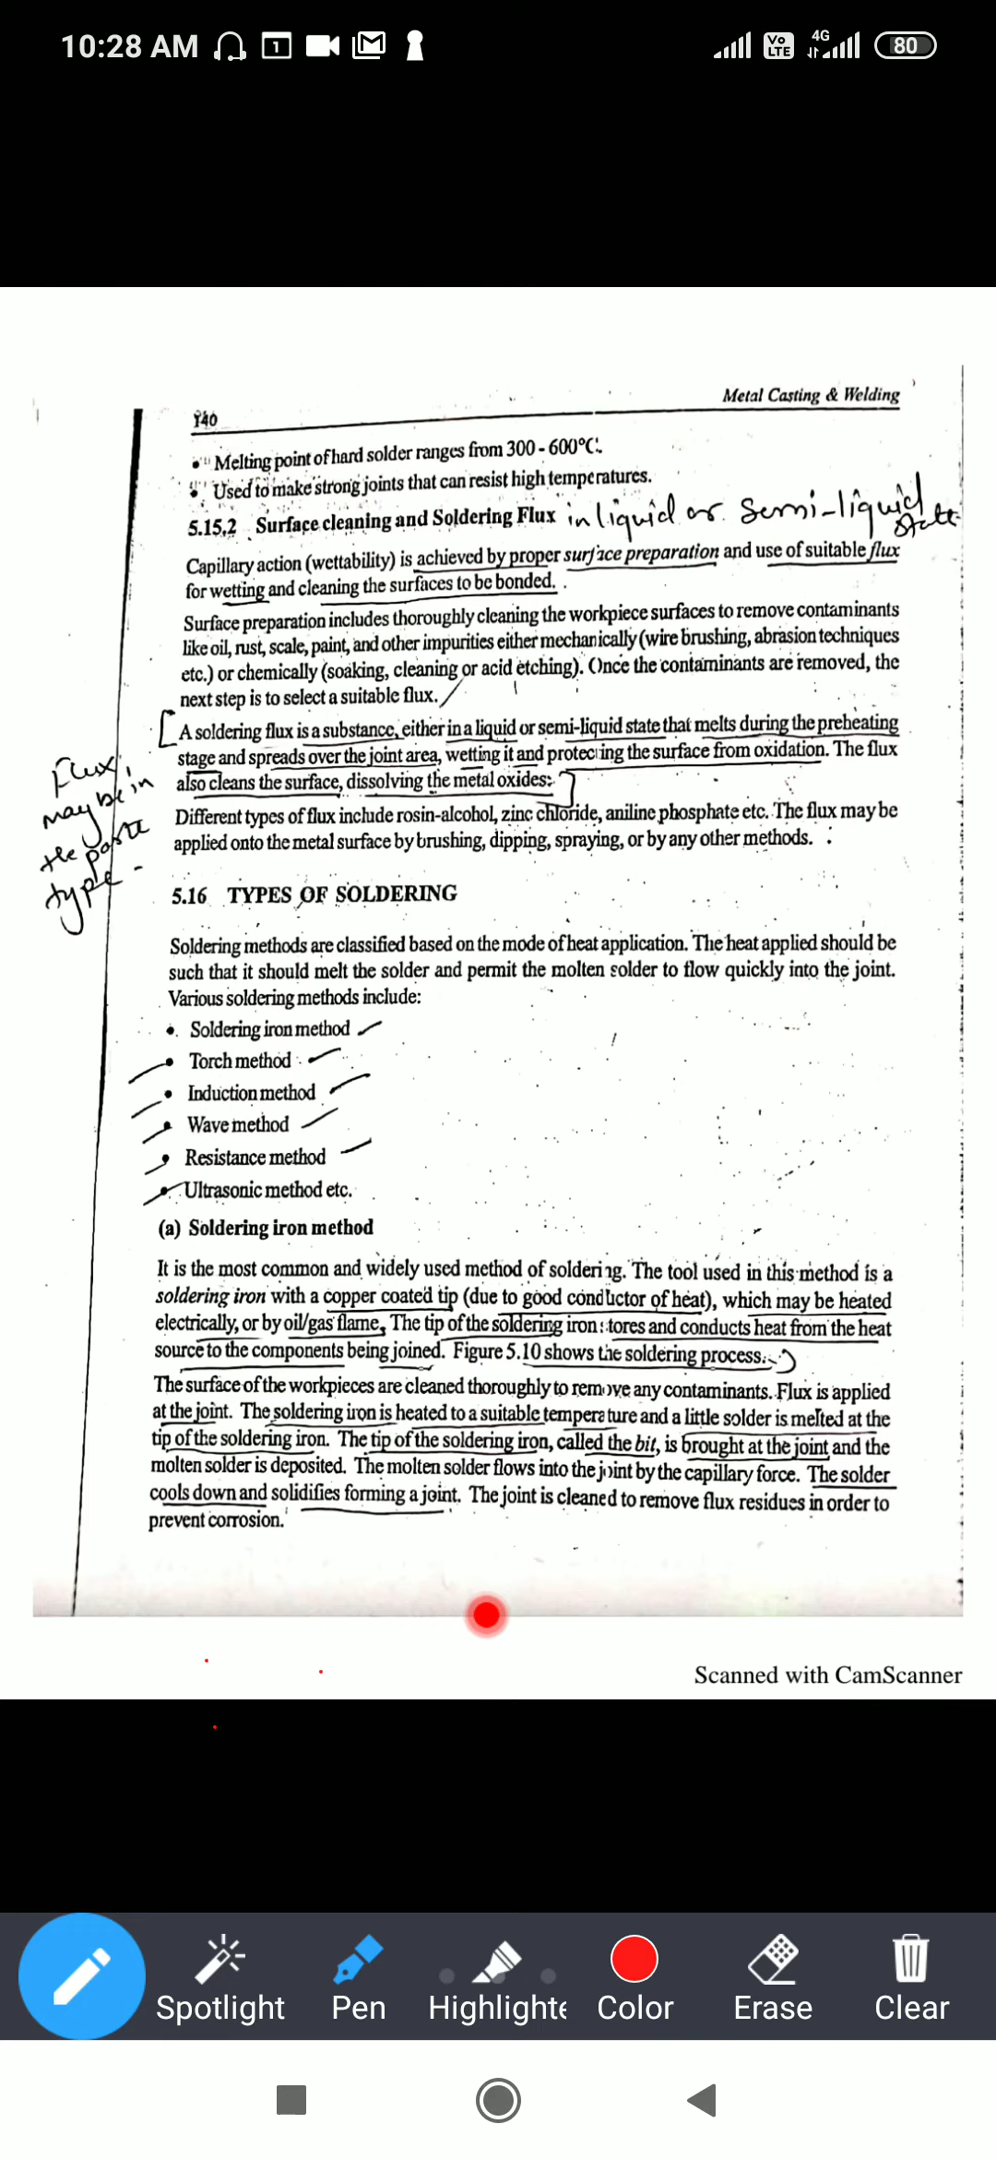 10:28 AM
1
Vo LTE
4G
80
Metal Casting & Welding
140
Melting point of hard solder ranges from 300 - 600°C.
Used to make strong joints that can resist high temperatures.
5.15.2 Surface cleaning and Soldering Flux in liquid or semi-liquid
state
Capillary action (wettability) is achieved by proper surface preparation and use of suitable flux
for wetting and cleaning the surfaces to be bonded.
Surface preparation includes thoroughly cleaning the workpiece surfaces to remove contaminants
like oil, rust, scale, paint, and other impurities either mechanically (wire brushing, abrasion techniques
etc.) or chemically (soaking, cleaning or acid etching). Once the contaminants are removed, the
next step is to select a suitable flux.
A soldering flux is a substance, either in a liquid or semi-liquid state that melts during the preheating
stage and spreads over the joint area, wetting it and protecting the surface from oxidation. The flux
also cleans the surface, dissolving the metal oxides.
Flux
may be in
the paste
type -
Different types of flux include rosin-alcohol, zinc chloride, aniline phosphate etc. The flux may be
applied onto the metal surface by brushing, dipping, spraying, or by any other methods.
5.16 TYPES OF SOLDERING
Soldering methods are classified based on the mode of heat application. The heat applied should be
such that it should melt the solder and permit the molten solder to flow quickly into the joint.
Various soldering methods include:
• Soldering iron method
• Torch method
• Induction method
• Wave method
• Resistance method
• Ultrasonic method etc.
(a) Soldering iron method
It is the most common and widely used method of soldering. The tool used in this method is a
soldering iron with a copper coated tip (due to good conductor of heat), which may be heated
electrically, or by oil/gas flame. The tip of the soldering iron stores and conducts heat from the heat
source to the components being joined. Figure 5.10 shows the soldering process.
The surface of the workpieces are cleaned thoroughly to remove any contaminants. Flux is applied
at the joint. The soldering iron is heated to a suitable temperature and a little solder is melted at the
tip of the soldering iron. The tip of the soldering iron, called the bit, is brought at the joint and the
molten solder is deposited. The molten solder flows into the joint by the capillary force. The solder
cools down and solidifies forming a joint. The joint is cleaned to remove flux residues in order to
prevent corrosion.
Scanned with CamScanner
Spotlight Pen Highlighte Color Erase Clear